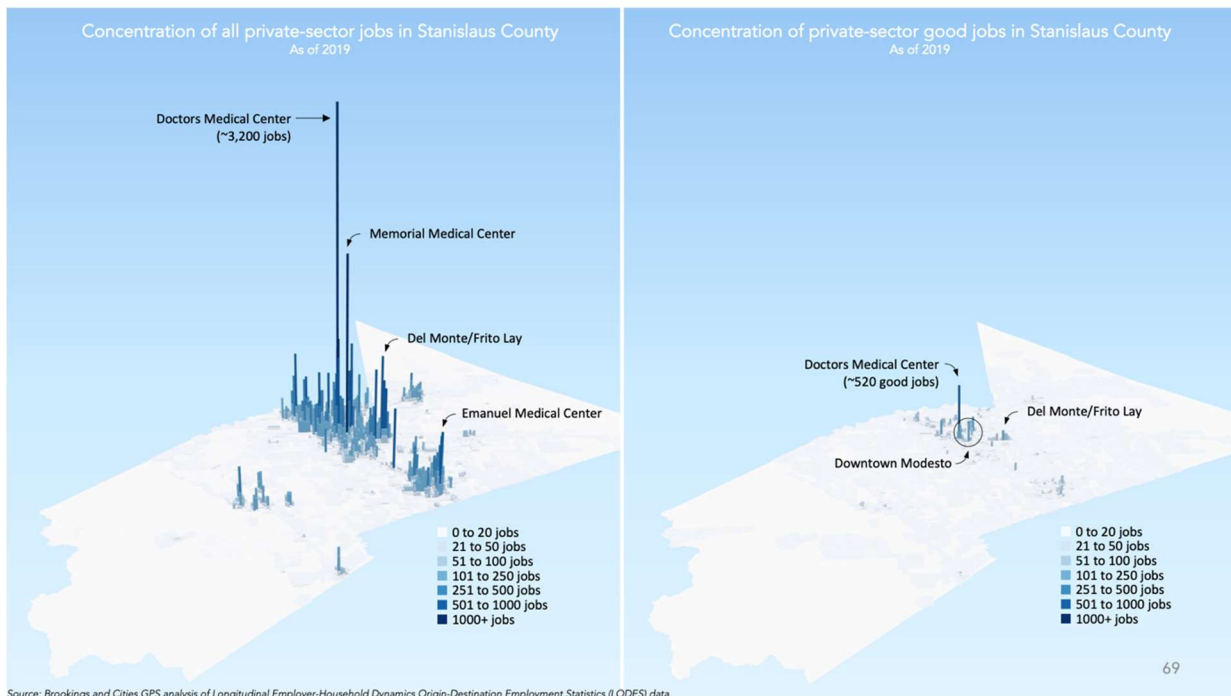 Concentration of all private-sector jobs in Stanislaus County
As of 2019
Doctors Medical Center
(~3,200 jobs)
Memorial Medical Center
Del Monte/Frito Lay
Emanuel Medical Center
0 to 20 jobs
21 to 50 jobs
51 to 100 jobs
101 to 250 jobs
251 to 500 jobs
501 to 1000 jobs
1000+ jobs
Concentration of private-sector good jobs in Stanislaus County
As of 2019
Doctors Medical Center
(~520 good jobs)
Del Monte/Frito Lay
Downtown Modesto
0 to 20 jobs
21 to 50 jobs
51 to 100 jobs
101 to 250 jobs
251 to 500 jobs
501 to 1000 jobs
1000+ jobs
69
Source: Brookings and Cities GPS analysis of Longitudinal Employer-Household Dynamics Origin-Destination Employment Statistics (LODES) data